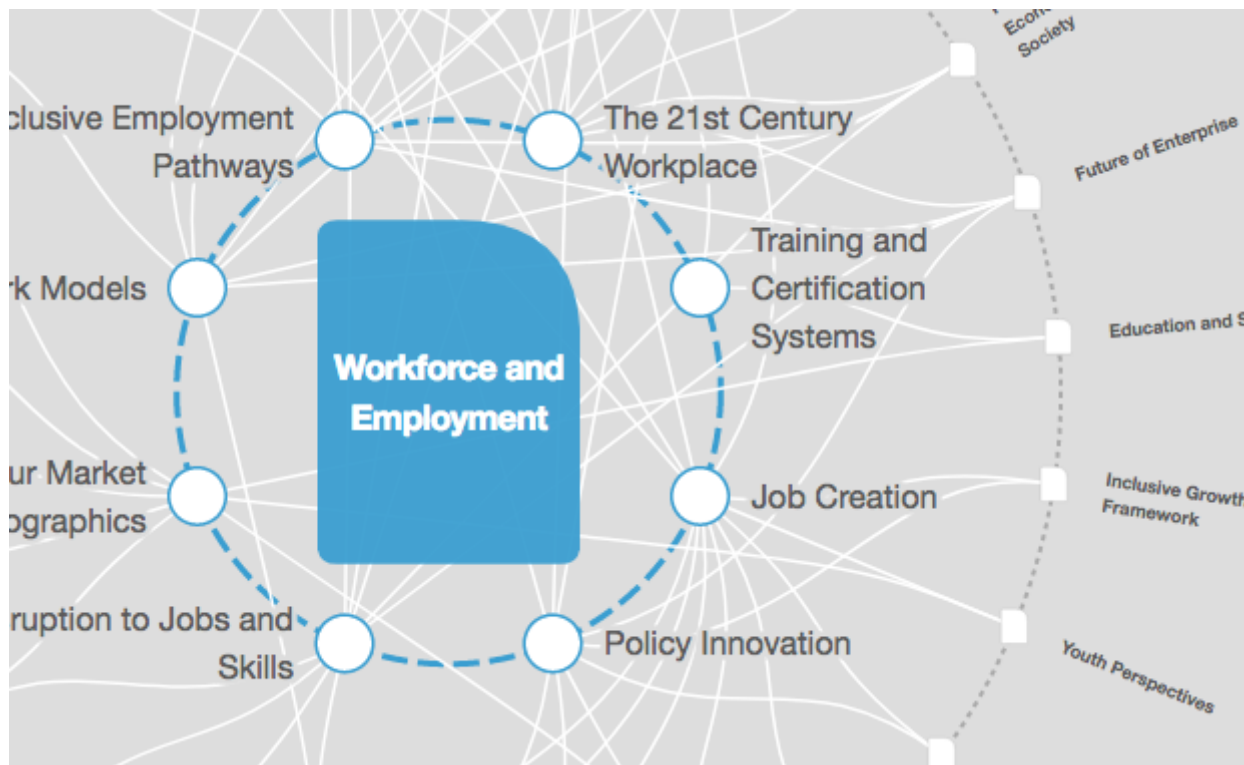 Society
clusive Employment
Pathways
The 21st Century
Workplace
Future of Enterprise
rk Models
Training and
Certification
Systems
Workforce and
Employment
Education and S
ur Market
ographics
Job Creation
Inclusive Growth
Framework
ruption to Jobs and
Skills
Policy Innovation
Youth Perspectives